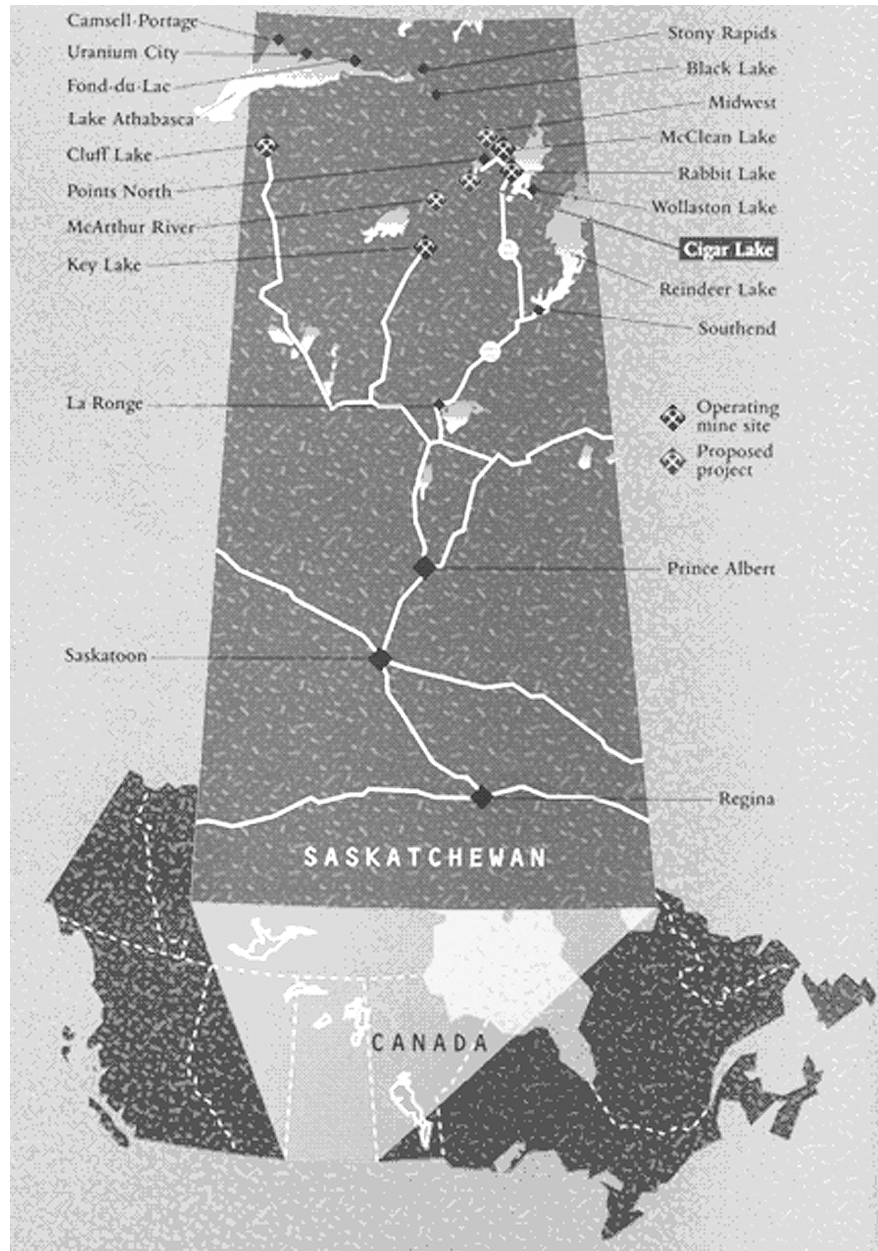 Camsell-Portage
Uranium City
Fond-du-Lac
Lake Athabasca
Cluff Lake
Points North
McArthur River
Key Lake
La Ronge
Saskatoon
Stony Rapids
Black Lake
Midwest
McClean Lake
Rabbit Lake
Wollaston Lake
Cigar Lake
Reindeer Lake
Southend
Operating
mine site
Proposed
project
Prince Albert
Regina
SASKATCHEWAN
CANADA